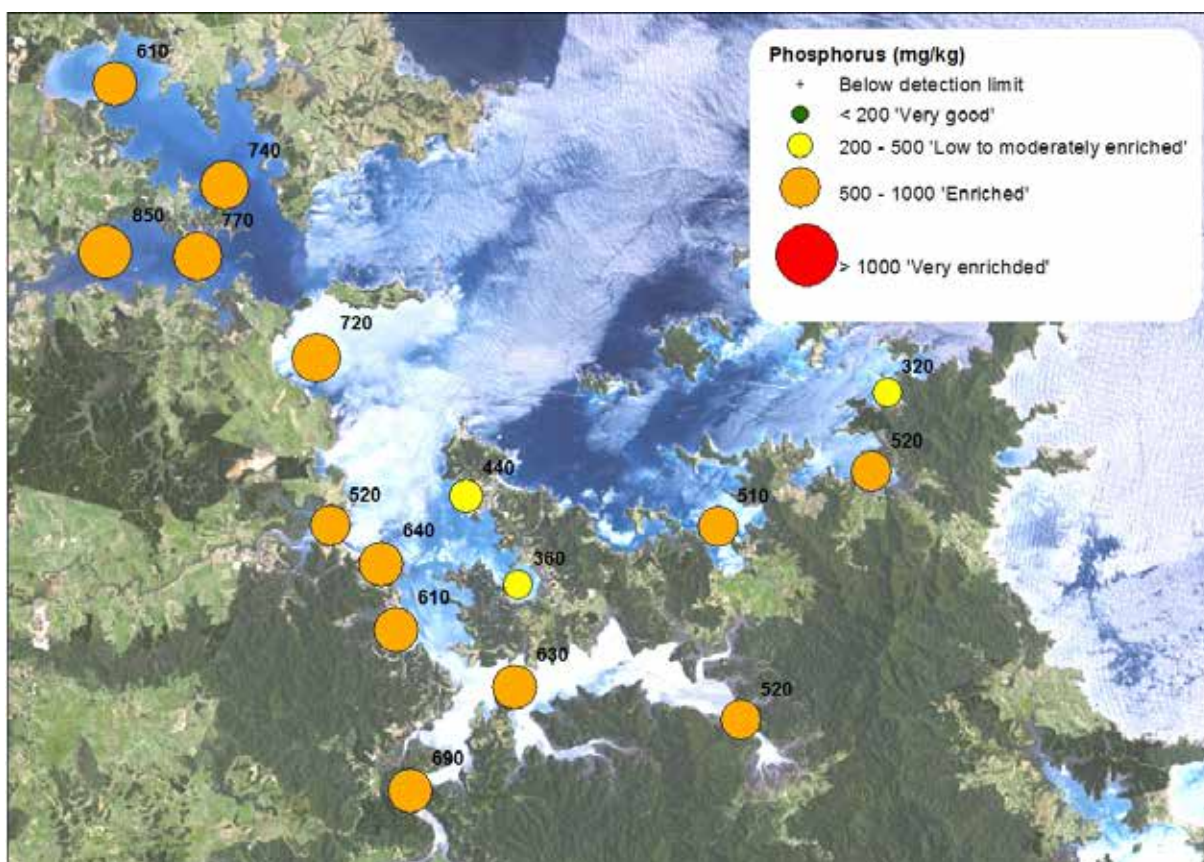 610
Phosphorus (mg/kg)
Below detection limit
< 200 'Very good'
200 - 500 'Low to moderately enriched'
500 - 1000 'Enriched'
> 1000 'Very enrichded'
740
850
770
720
320
520
440
510
520
640
360
610
630
520
690